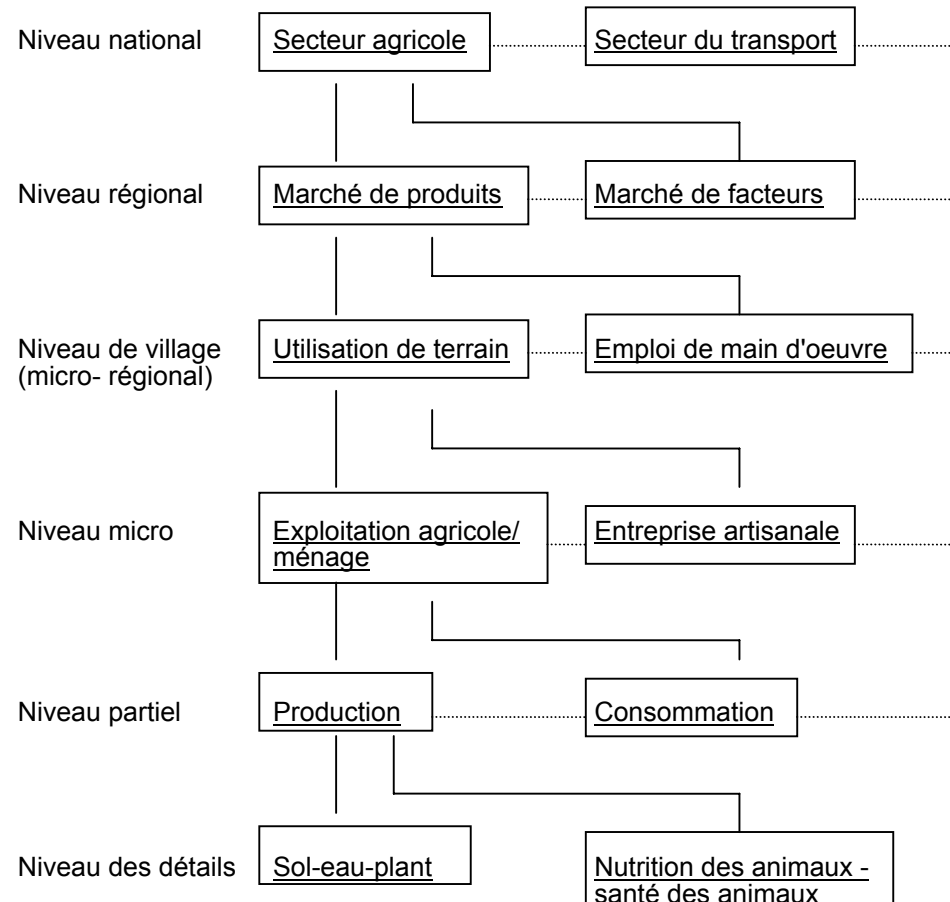 Niveau national
Secteur agricole
Secteur du transport
Niveau régional
Marché de produits
Marché de facteurs
Niveau de village
(micro- régional)
Utilisation de terrain
Emploi de main d'oeuvre
Niveau micro
Exploitation agricole/
ménage
Entreprise artisanale
Niveau partiel
Production
Consommation
Niveau des détails
Sol-eau-plant
Nutrition des animaux -
santé des animaux